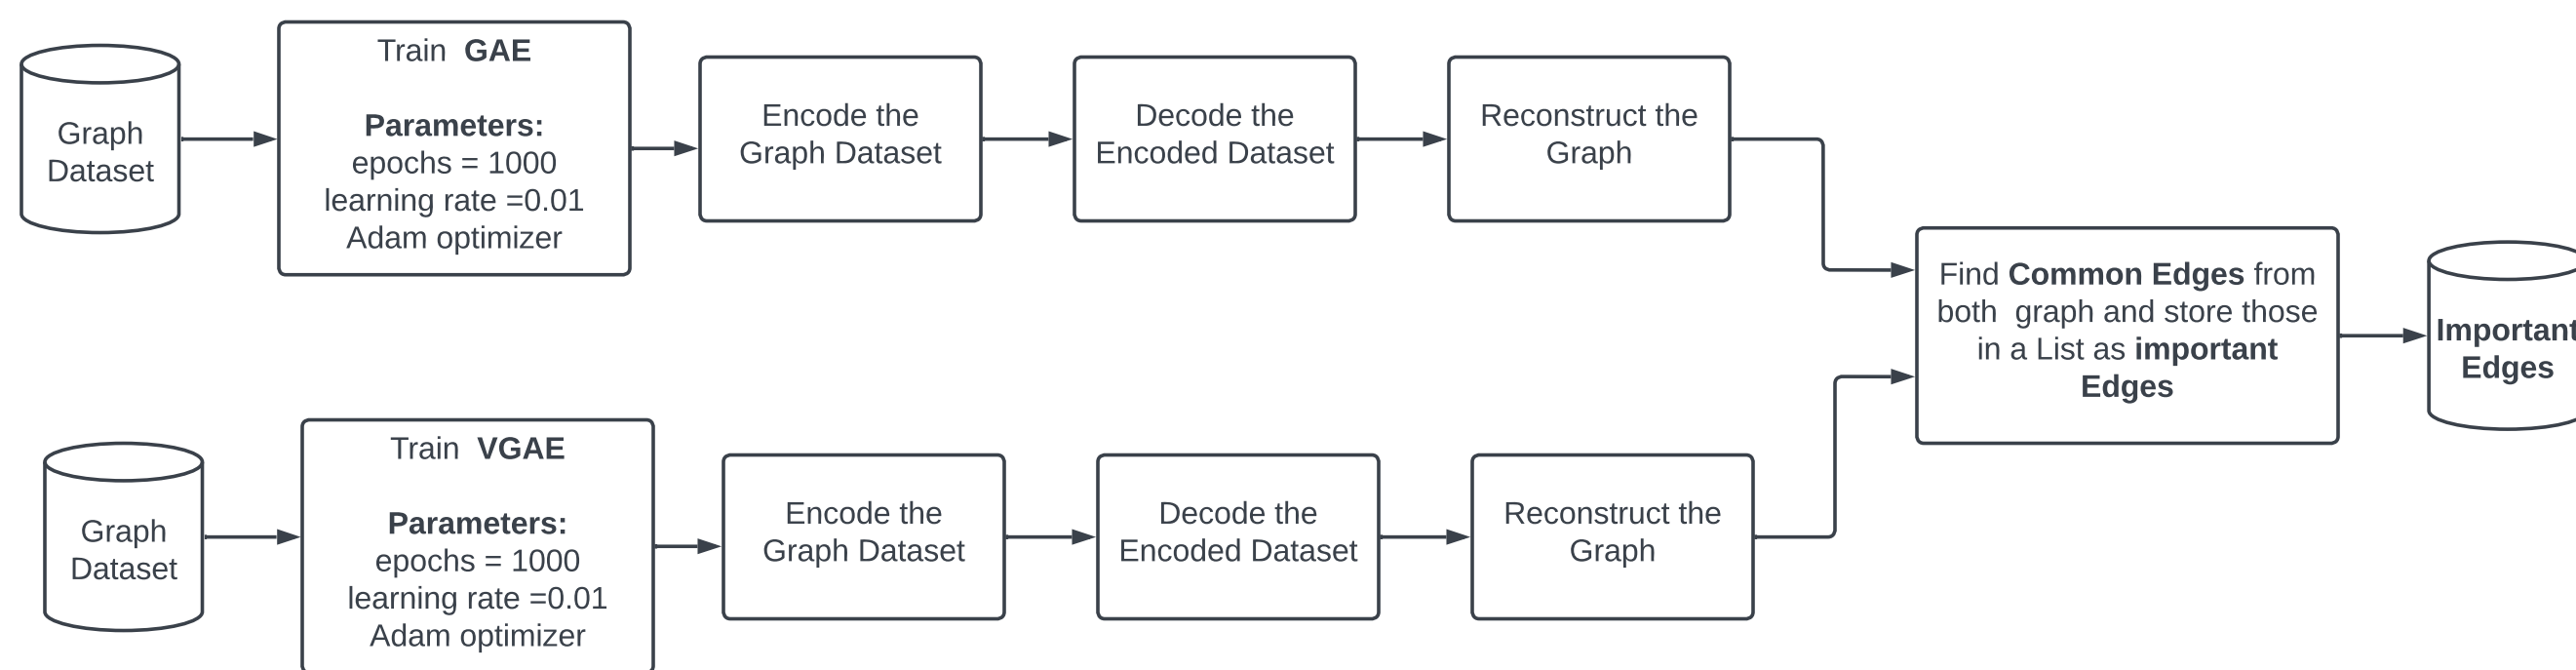 Graph
Dataset
Train  GAE
Parameters:
epochs = 1000
learning rate =0.01
Adam optimizer
Encode the
Graph Dataset
Decode the
Encoded Dataset
Reconstruct the
Graph
Find Common Edges from
both  graph and store those
in a List as important
Edges
Important
Edges
Graph
Dataset
Train  VGAE
Parameters:
epochs = 1000
learning rate =0.01
Adam optimizer
Encode the
Graph Dataset
Decode the
Encoded Dataset
Reconstruct the
Graph